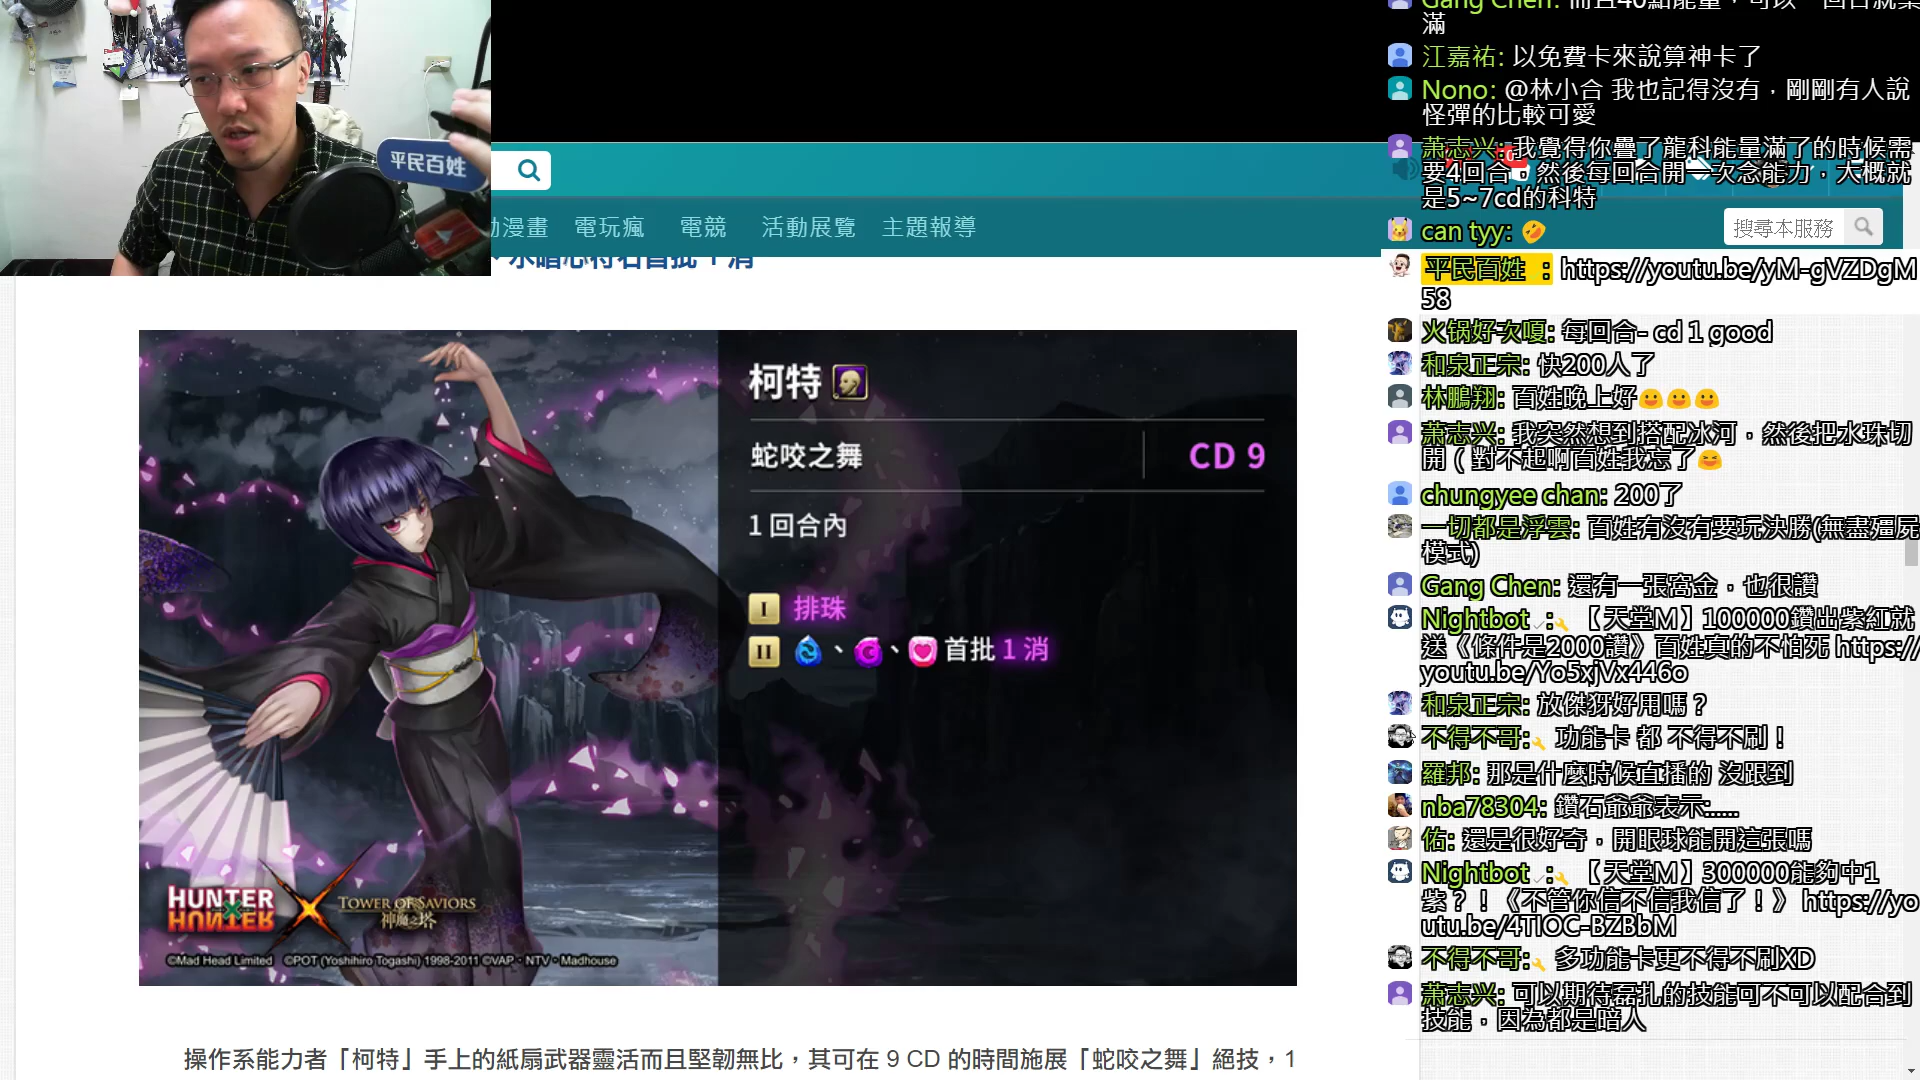 平民百姓
動漫畫 電玩瘋 電競 活動展覽 主題報導
搜尋本服務
柯特
蛇咬之舞
CD 9
1 回合內
I 排珠
II 、 、 首批 1 消
HUNTER
HUNTER
TOWER OF SAVIORS
神魔之塔
©Mad Head Limited ©POT (Yoshihiro Togashi) 1998-2011 ©VAP・NTV・Madhouse
操作系能力者「柯特」手上的紙扇武器靈活而且堅韌無比，其可在 9 CD 的時間施展「蛇咬之舞」絕技，1
Gang Chen: 而且40點能量，可以一回合就集
滿
江嘉祐: 以免費卡來說算神卡了
Nono: @林小合 我也記得沒有，剛剛有人說
怪彈的比較可愛
萧志兴: 我覺得你疊了龍科能量滿了的時候需
要4回合，然後每回合開一次念能力，大概就
是5~7cd的科特
can tyy: 🤣
平民百姓 : https://youtu.be/yM-gVZDgM
58
火锅好次嘎: 每回合- cd 1 good
和泉正宗: 快200人了
林鵬翔: 百姓晚上好😃😃😃
萧志兴: 我突然想到搭配冰河，然後把水珠切
開（對不起啊百姓我忘了😆
chungyee chan: 200了
一切都是浮雲: 百姓有沒有要玩決勝(無盡殭屍
模式)
Gang Chen: 還有一張窩金，也很讚
Nightbot : 【天堂M】100000鑽出紫紅就
送《條件是2000讚》百姓真的不怕死 https://
youtu.be/Yo5xjVx446o
和泉正宗: 放傑犽好用嗎？
不得不哥: 功能卡 都 不得不刷！
羅邦: 那是什麼時候直播的 沒跟到
nba78304: 鑽石爺爺表示:.....
佑: 還是很好奇，開眼球能開這張嗎
Nightbot : 【天堂M】300000能夠中1
紫？！《不管你信不信我信了！》 https://yo
utu.be/4TIOC-BZBbM
不得不哥: 多功能卡更不得不刷XD
萧志兴: 可以期待磊扎的技能可不可以配合到
技能，因為都是暗人